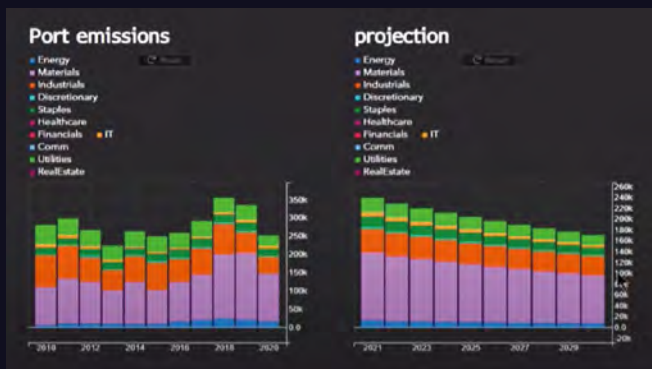 Port emissions
Energy
Materials
Industrials
Discretionary
Staples
Healthcare
Financials IT
Comm
Utilities
RealEstate
350k
300k
250k
200k
150k
100k
50k
0.0
2010 2012 2014 2016 2018 2020
projection
Energy
Materials
Industrials
Discretionary
Staples
Healthcare
Financials IT
Comm
Utilities
RealEstate
260k
240k
220k
200k
180k
160k
140k
120k
100k
60k
40k
20k
0.0
-20k
2021 2023 2025 2027 2029